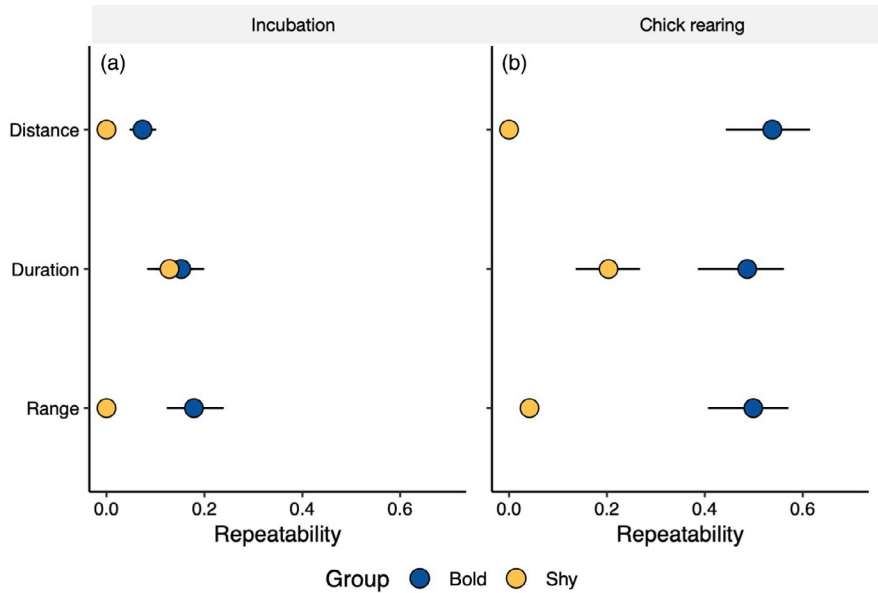 Incubation
Chick rearing
(a)
(b)
Distance
Duration
Range
0.0 0.2 0.4 0.6
0.0 0.2 0.4 0.6
Repeatability
Repeatability
Group Bold Shy